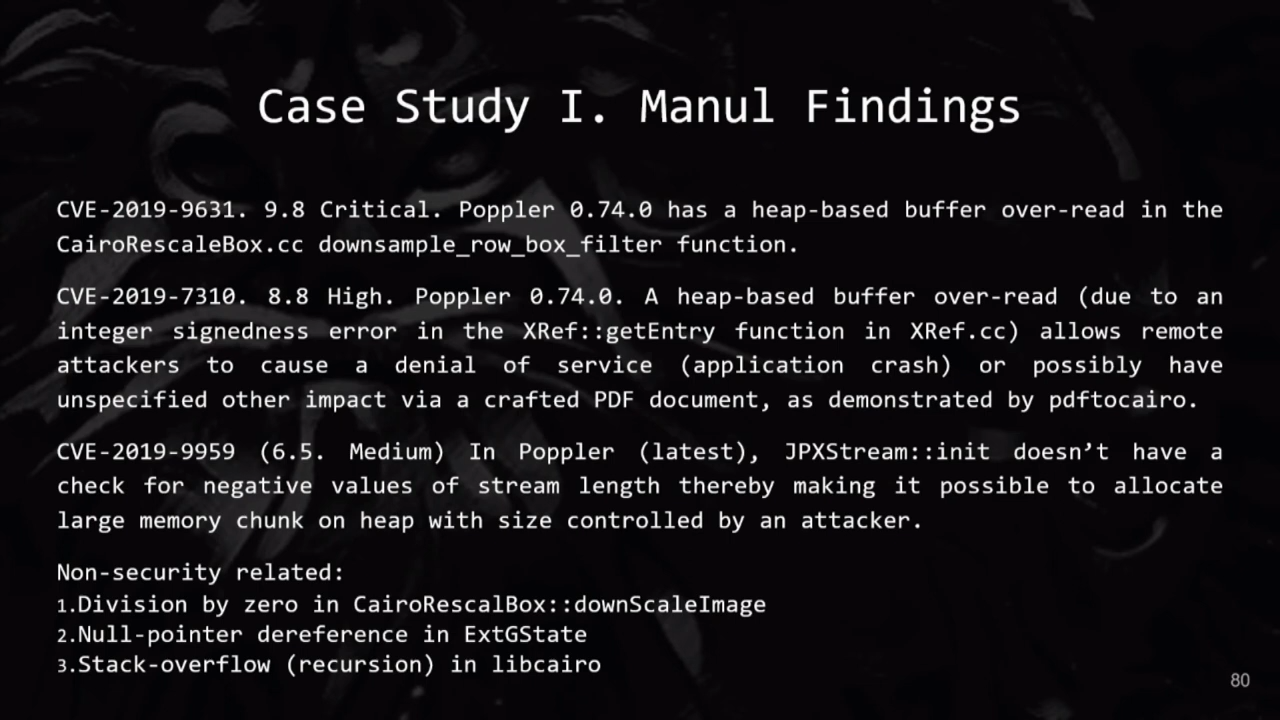 Case Study I. Manul Findings
CVE-2019-9631. 9.8 Critical. Poppler 0.74.0 has a heap-based buffer over-read in the
CairoRescaleBox.cc downsample_row_box_filter function.
CVE-2019-7310. 8.8 High. Poppler 0.74.0. A heap-based buffer over-read (due to an
integer signedness error in the XRef::getEntry function in XRef.cc) allows remote
attackers to cause a denial of service (application crash) or possibly have
unspecified other impact via a crafted PDF document, as demonstrated by pdftocairo.
CVE-2019-9959 (6.5. Medium) In Poppler (latest), JPXStream::init doesn’t have a
check for negative values of stream length thereby making it possible to allocate
large memory chunk on heap with size controlled by an attacker.
Non-security related:
1.Division by zero in CairoRescalBox::downScaleImage
2.Null-pointer dereference in ExtGState
3.Stack-overflow (recursion) in libcairo
80